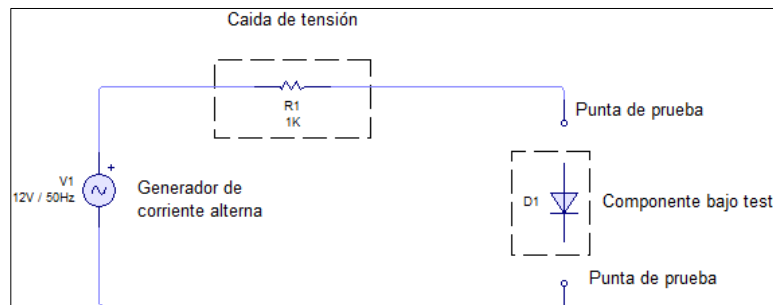 Caida de tensión
R1
1K
Punta de prueba
V1
12V / 50Hz
Generador de
corriente alterna
D1
Componente bajo test
Punta de prueba